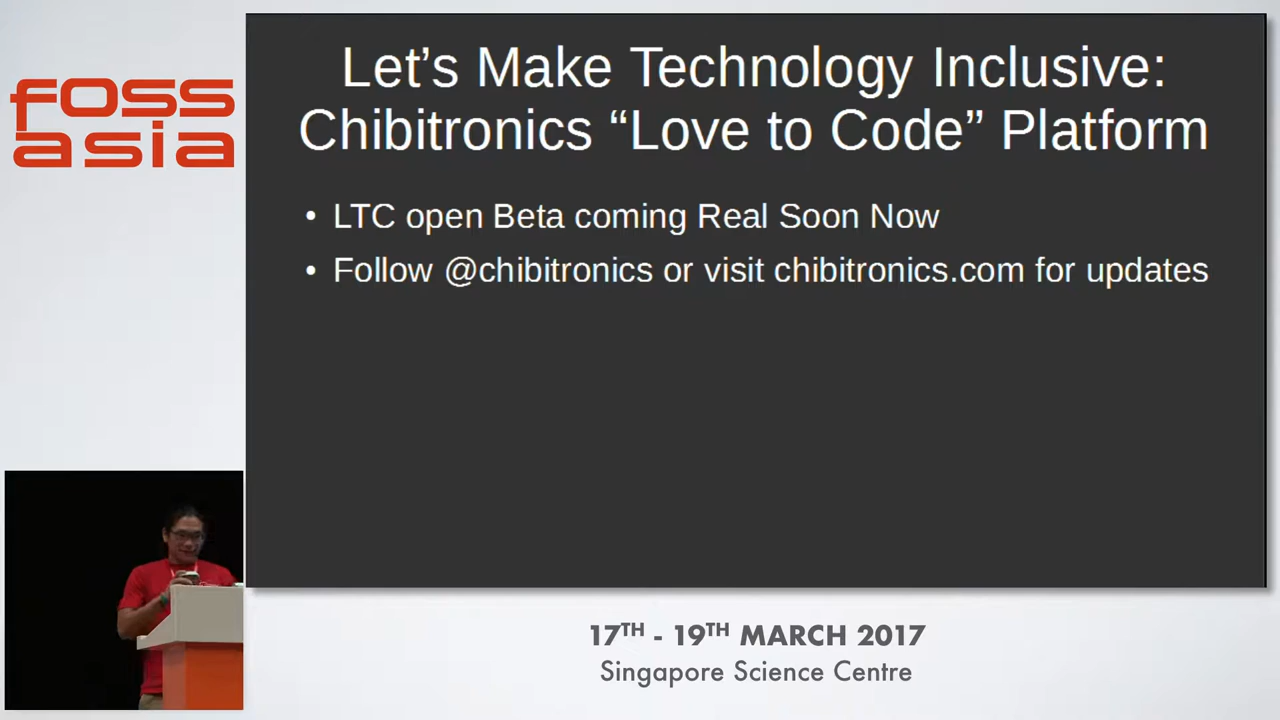 foss
asia
Let’s Make Technology Inclusive:
Chibitronics “Love to Code” Platform
• LTC open Beta coming Real Soon Now
• Follow @chibitronics or visit chibitronics.com for updates
17TH - 19TH MARCH 2017
Singapore Science Centre